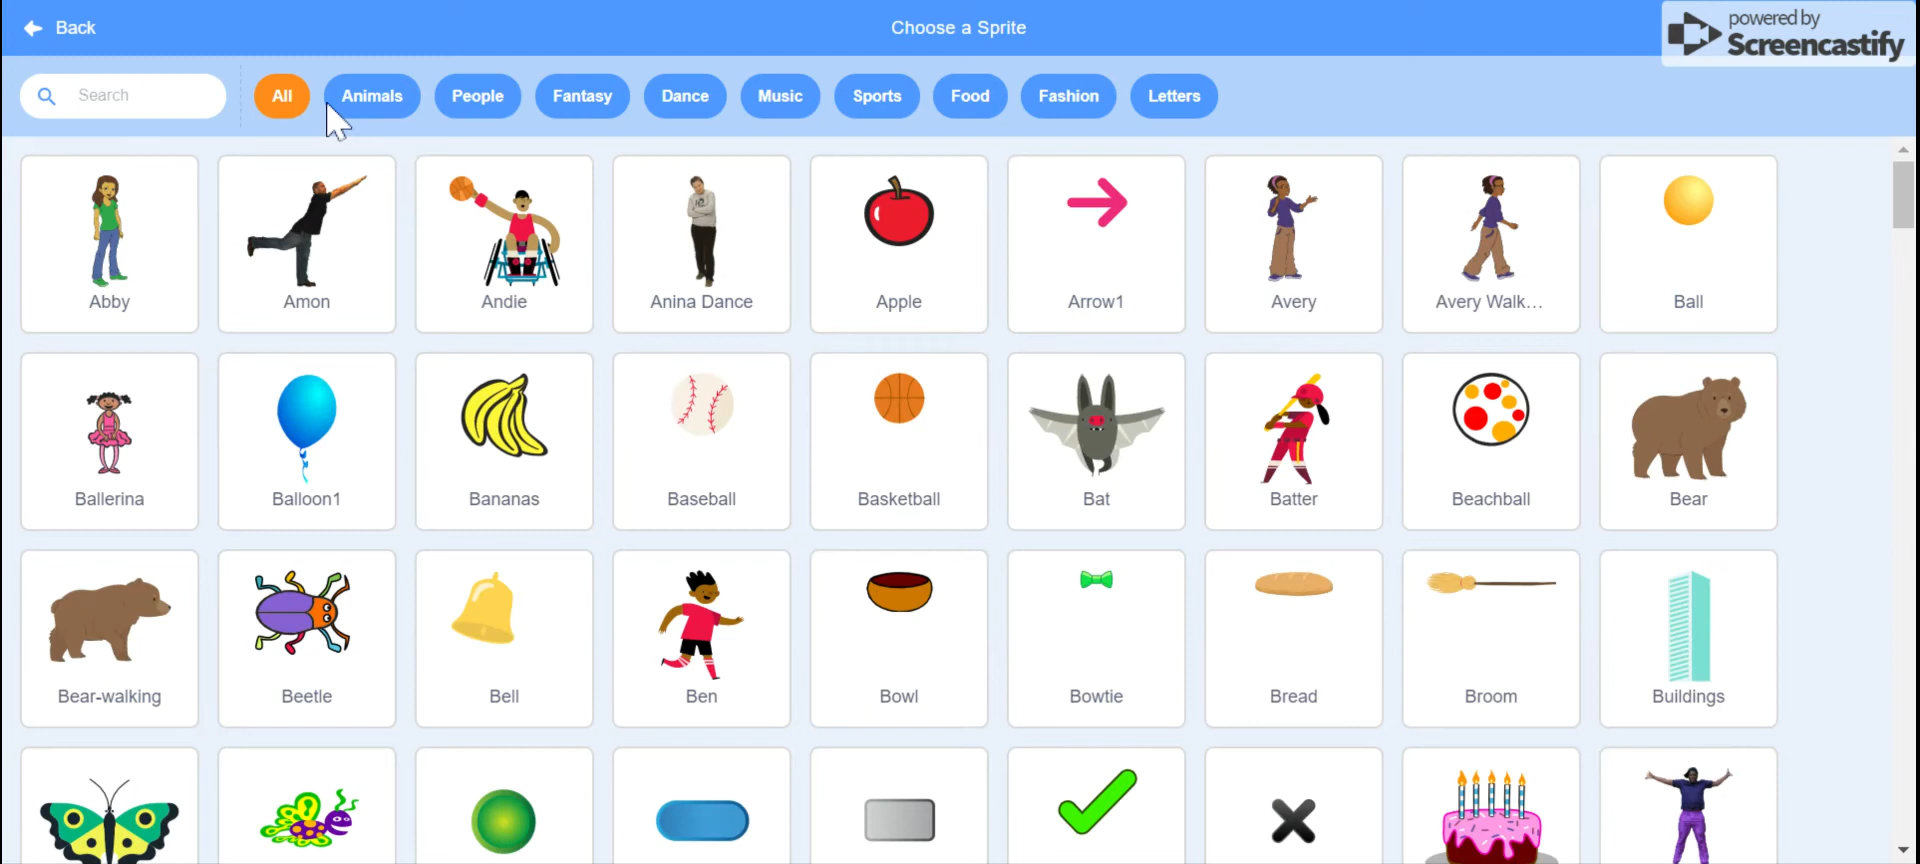 Back
Choose a Sprite
powered by
Screencastify
Search
All
Animals
People
Fantasy
Dance
Music
Sports
Food
Fashion
Letters
Abby
Amon
Andie
Anina Dance
Apple
Arrow1
Avery
Avery Walk...
Ball
Ballerina
Balloon1
Bananas
Baseball
Basketball
Bat
Batter
Beachball
Bear
Bear-walking
Beetle
Bell
Ben
Bowl
Bowtie
Bread
Broom
Buildings